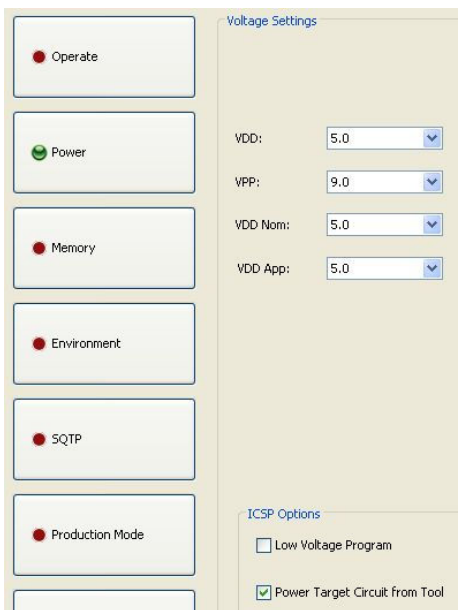 Operate
Power
Memory
Environment
SQTP
Production Mode
Voltage Settings
VDD: 5.0
VPP: 9.0
VDD Nom: 5.0
VDD App: 5.0
ICSP Options
Low Voltage Program
Power Target Circuit from Tool